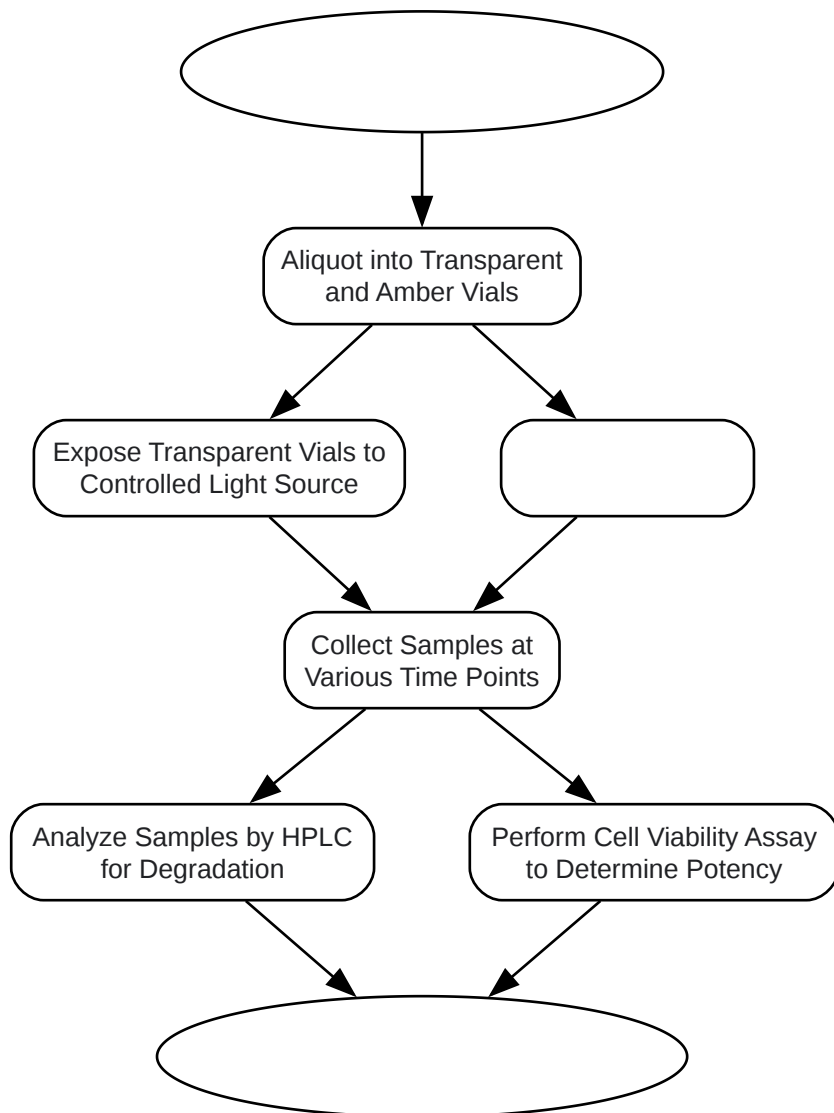 Aliquot into Transparent
and Amber Vials
Expose Transparent Vials to
Controlled Light Source
Collect Samples at
Various Time Points
Analyze Samples by HPLC
for Degradation
Perform Cell Viability Assay
to Determine Potency